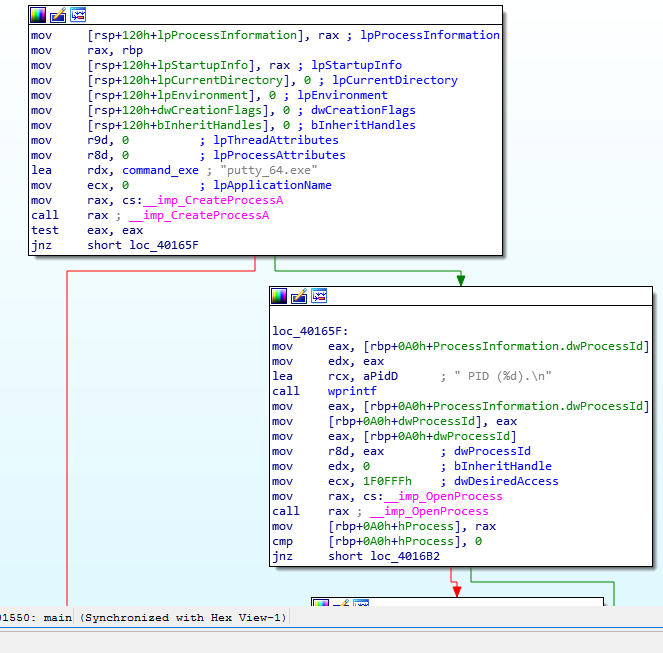 mov     [rsp+120h+lpProcessInformation], rax ; lpProcessInformation
mov     rax, rbp
mov     [rsp+120h+lpStartupInfo], rax ; lpStartupInfo
mov     [rsp+120h+lpCurrentDirectory], 0 ; lpCurrentDirectory
mov     [rsp+120h+lpEnvironment], 0 ; lpEnvironment
mov     [rsp+120h+dwCreationFlags], 0 ; dwCreationFlags
mov     [rsp+120h+bInheritHandles], 0 ; bInheritHandles
mov     r9d, 0          ; lpThreadAttributes
mov     r8d, 0          ; lpProcessAttributes
lea     rdx, command_exe ; "putty_64.exe"
mov     ecx, 0          ; lpApplicationName
mov     rax, cs:__imp_CreateProcessA
call    rax ; __imp_CreateProcessA
test    eax, eax
jnz     short loc_40165F
loc_40165F:
mov     eax, [rbp+0A0h+ProcessInformation.dwProcessId]
mov     edx, eax
lea     rcx, aPidD      ; " PID (%d).\n"
call    wprintf
mov     eax, [rbp+0A0h+ProcessInformation.dwProcessId]
mov     [rbp+0A0h+dwProcessId], eax
mov     eax, [rbp+0A0h+dwProcessId]
mov     r8d, eax        ; dwProcessId
mov     edx, 0          ; bInheritHandle
mov     ecx, 1F0FFFh    ; dwDesiredAccess
mov     rax, cs:__imp_OpenProcess
call    rax ; __imp_OpenProcess
mov     [rbp+0A0h+hProcess], rax
cmp     [rbp+0A0h+hProcess], 0
jnz     short loc_4016B2
01550: main (Synchronized with Hex View-1)